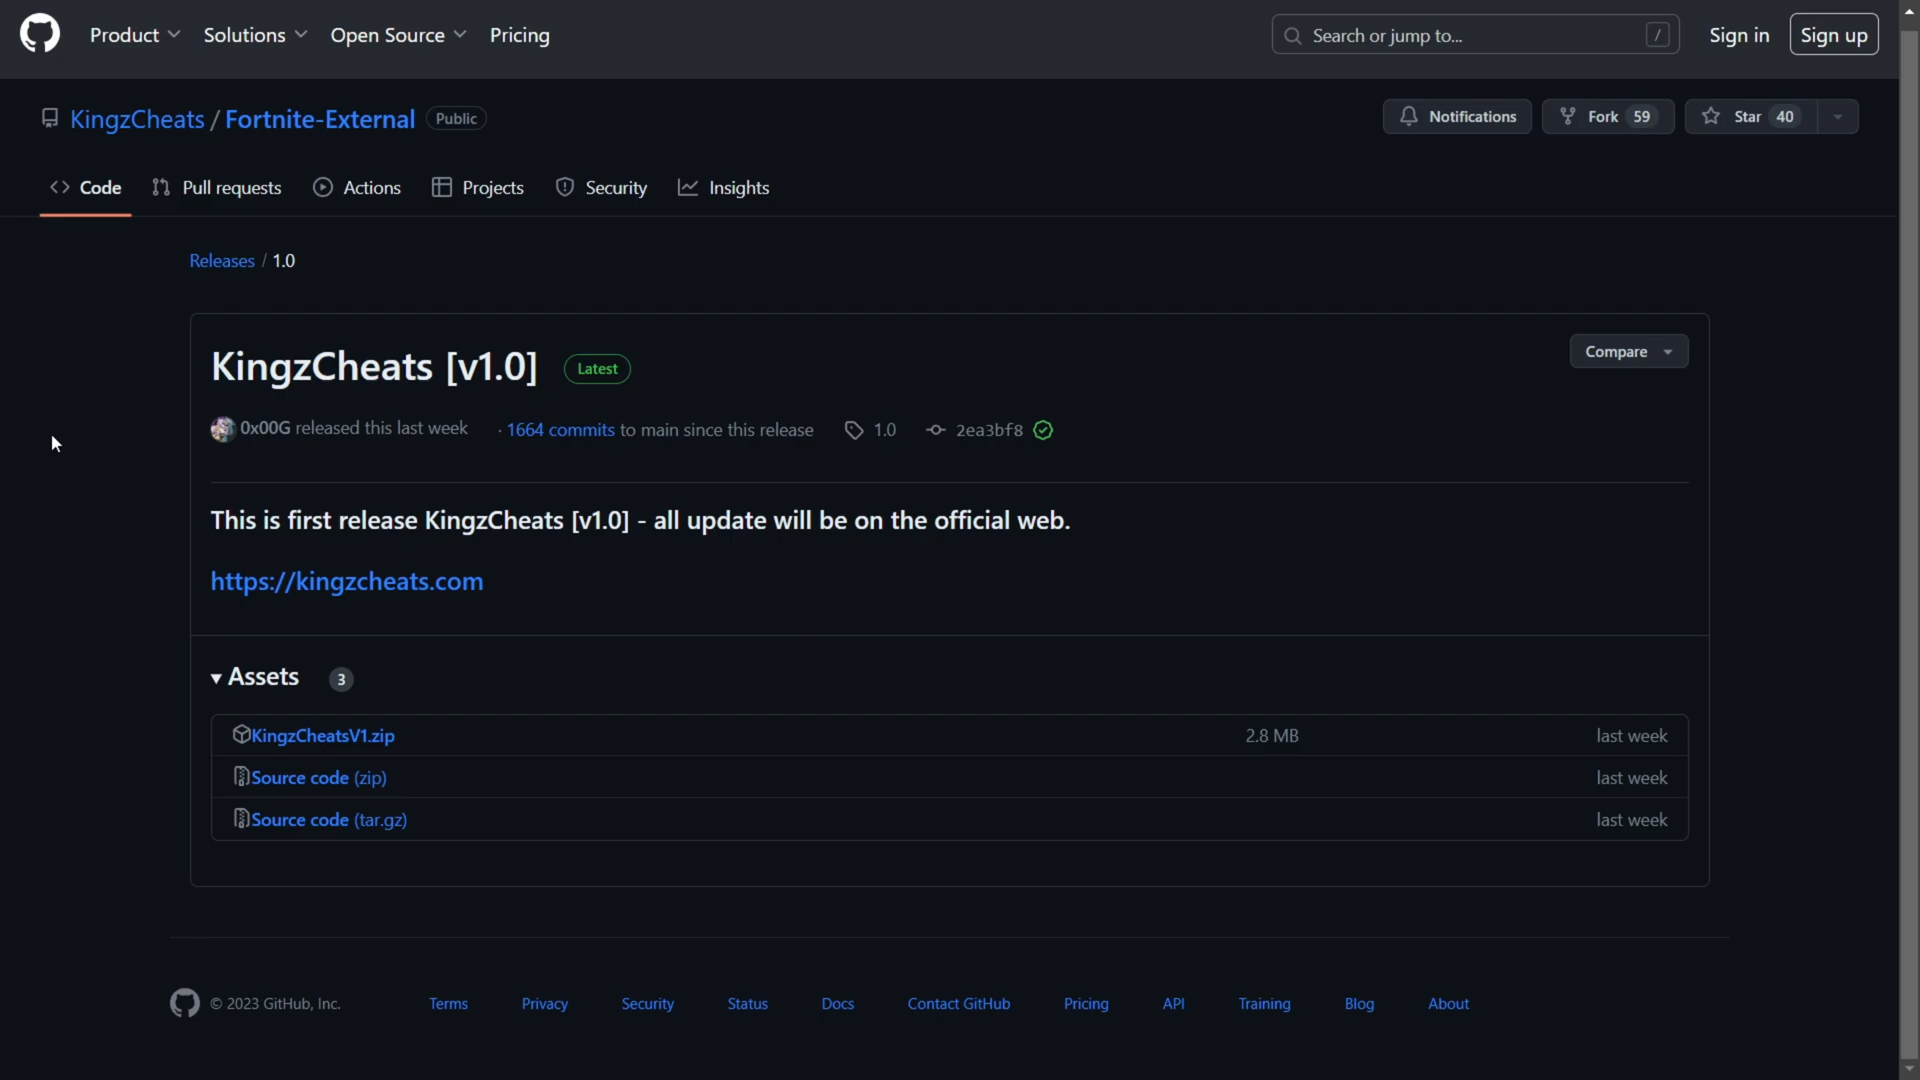 Product Solutions Open Source Pricing Search or jump to... / Sign in Sign up
KingzCheats / Fortnite-External Public Notifications Fork 59 Star 40
Code Pull requests Actions Projects Security Insights
Releases / 1.0
KingzCheats [v1.0] Latest Compare
0x00G released this last week · 1664 commits to main since this release 1.0 2ea3bf8
This is first release KingzCheats [v1.0] - all update will be on the official web.
https://kingzcheats.com
Assets 3
KingzCheatsV1.zip 2.8 MB last week
Source code (zip) last week
Source code (tar.gz) last week
© 2023 GitHub, Inc. Terms Privacy Security Status Docs Contact GitHub Pricing API Training Blog About